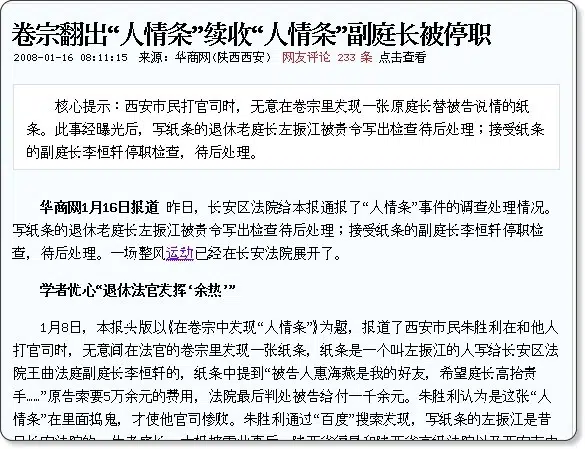 卷宗翻出“人情条”续收“人情条”副庭长被停职
2008-01-16 08:11:15 来源：华商网(陕西西安) 网友评论 233 条 点击查看
核心提示：西安市民打官司时，无意在卷宗里发现一张原庭长替被告说情的纸
条。此事经曝光后，写纸条的退休老庭长左振江被责令写出检查待后处理；接受纸条
的副庭长李恒轩停职检查，待后处理。
华商网1月16日报道 昨日，长安区法院给本报通报了“人情条”事件的调查处理情况。
写纸条的退休老庭长左振江被责令写出检查待后处理；接受纸条的副庭长李恒轩停职检
查，待后处理。一场整风运动已经在长安法院展开了。
学者忧心“退休法官发挥‘余热’”
1月8日，本报头版以《在卷宗中发现“人情条”》为题，报道了西安市民朱胜利在和他人
打官司时，无意间在法官的卷宗里发现一张纸条，纸条是一个叫左振江的人写给长安区法
院王曲法庭副庭长李恒轩的，纸条中提到“被告人惠海燕是我的好友，希望庭长高抬贵
手……”原告索要5万余元的费用，法院最后判处被告给付一千余元。朱胜利认为是这张“人
情条”在里面捣鬼，才使他官司惨败。朱胜利通过“百度”搜索发现，写纸条的左振江是昔